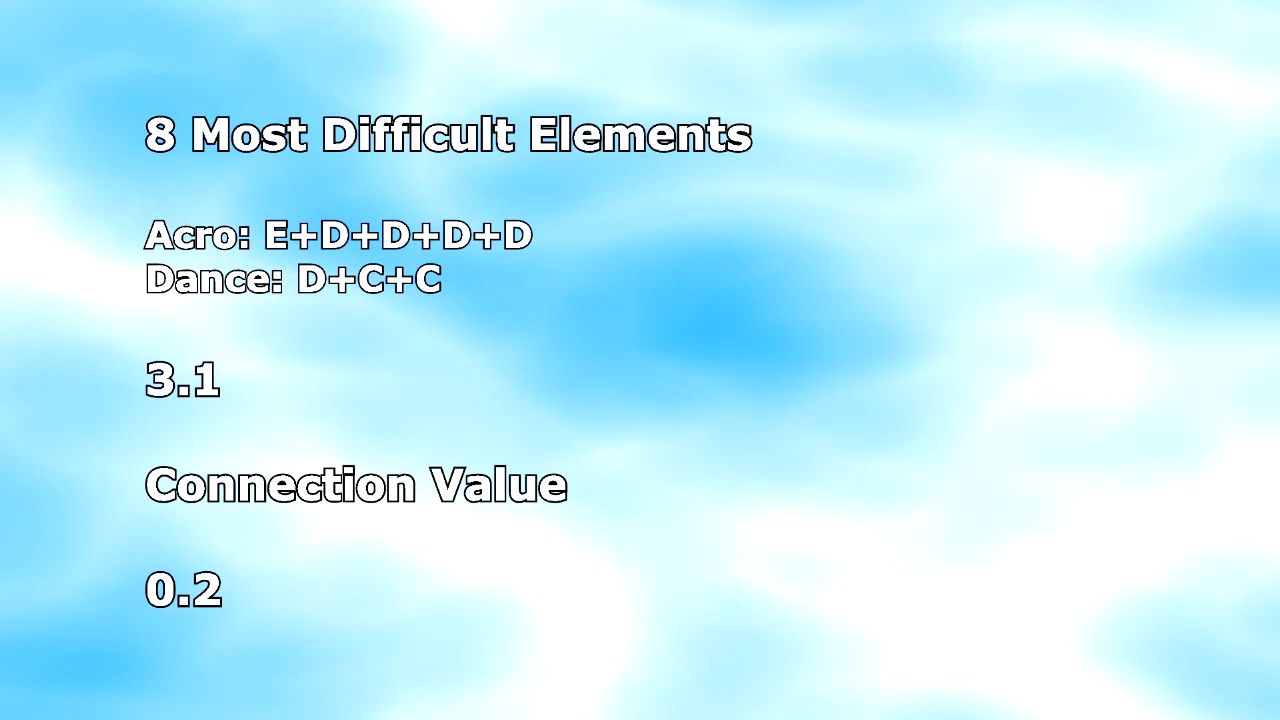 8 Most Difficult Elements
Acro: E+D+D+D+D
Dance: D+C+C
3.1
Connection Value
0.2